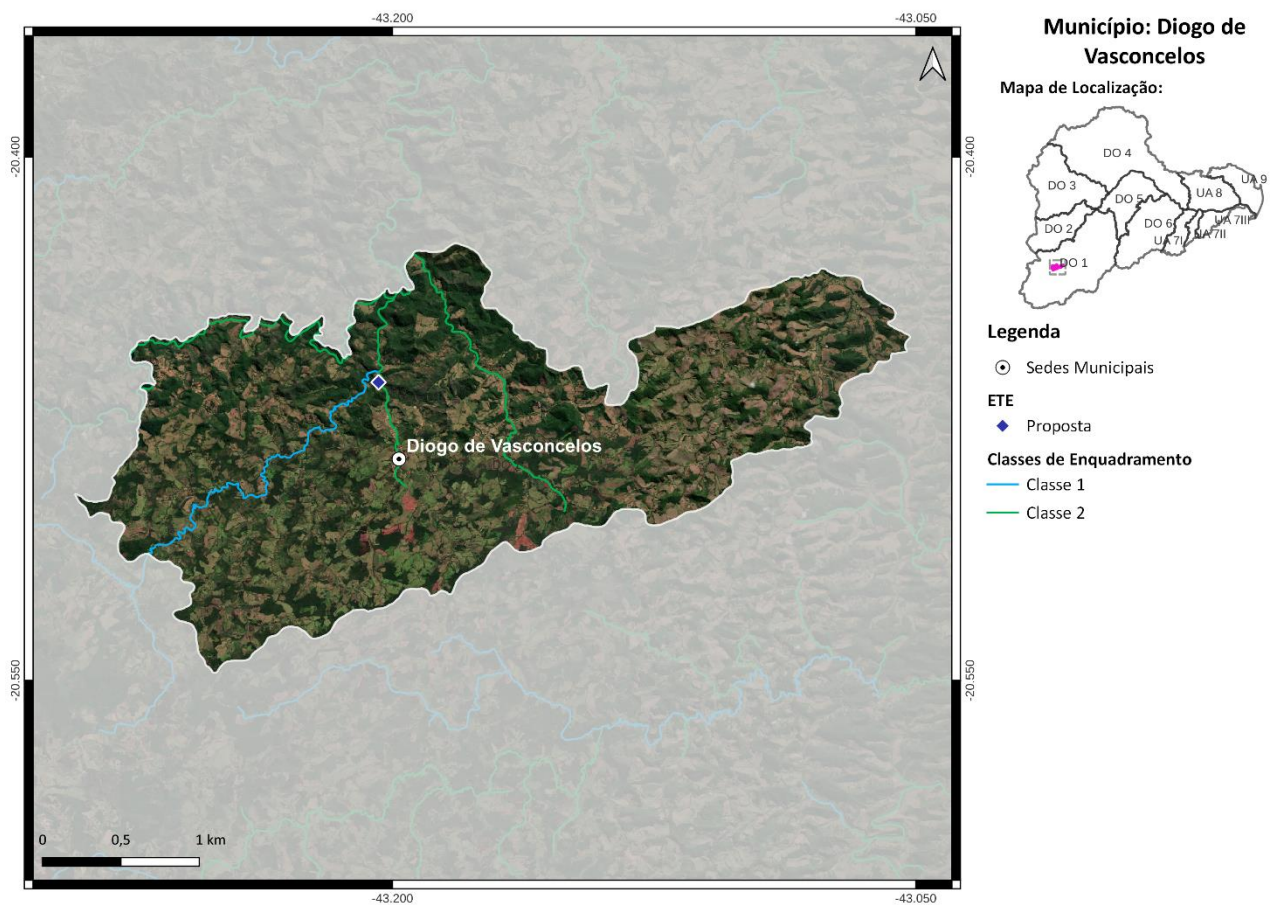 -43.200
-43.050
-20.400
-20.400
Diogo de Vasconcelos
-20.550
-20.550
0
0,5
1 km
-43.200
-43.050
Município: Diogo de
Vasconcelos
Mapa de Localização:
DO 4
UA 9
DO 3
UA 8
DO 5
DO 2
DO 6
UA 7III
UA 7II
UA 7I
DO 1
Legenda
Sedes Municipais
ETE
Proposta
Classes de Enquadramento
Classe 1
Classe 2